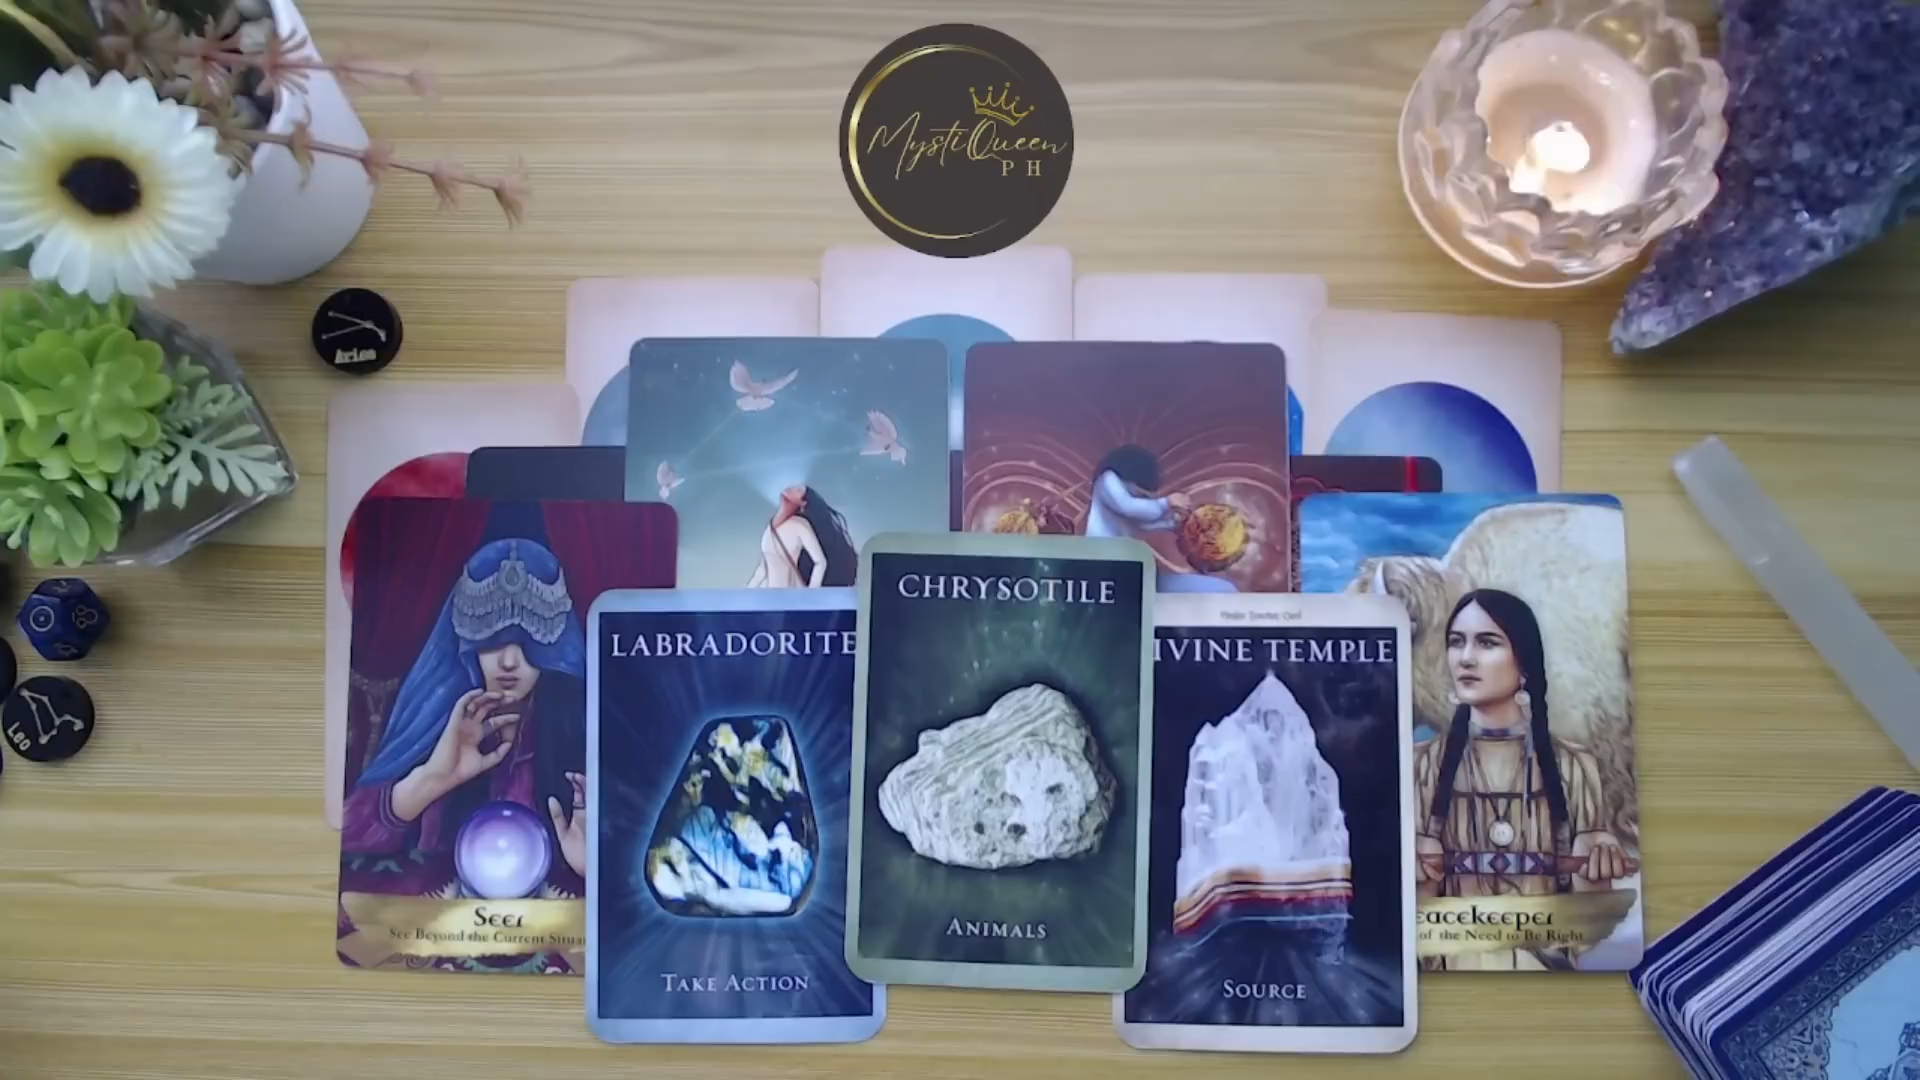 MystiQueen
PH
Aries
CHRYSOTILE
LABRADORITE
IVINE TEMPLE
Leo
Seer
See Beyond the Current Situa
eacekeeper
of the Need to Be Right
Animals
Take Action
Source